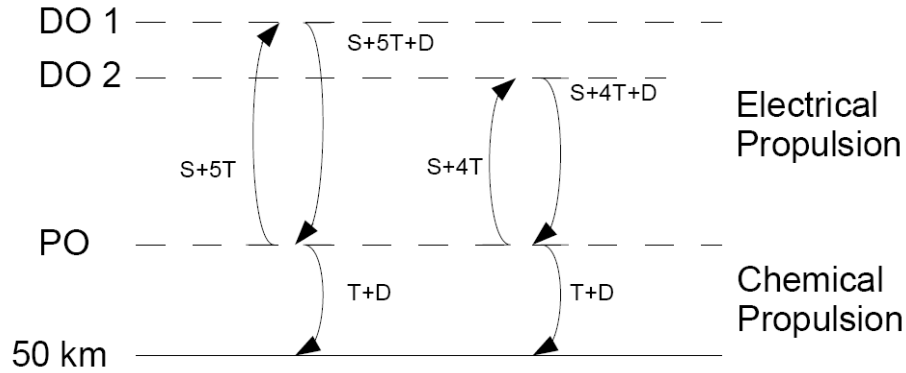 DO 1
S+5T+D
DO 2
S+4T+D
Electrical
Propulsion
S+5T
S+4T
PO
T+D
T+D
Chemical
Propulsion
50 km